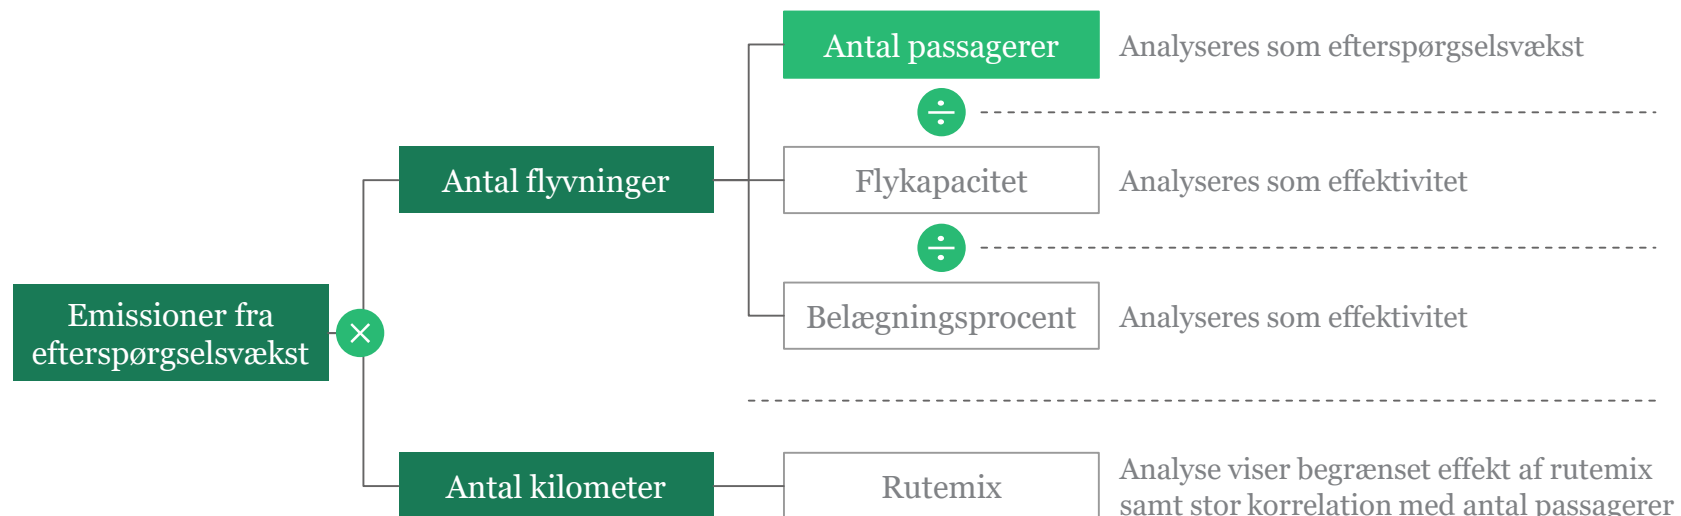 Antal passagerer
Analyseres som efterspørgselsvækst
÷
Antal flyvninger
Flykapacitet
Analyseres som effektivitet
÷
Emissioner fra
efterspørgselsvækst
×
Belægningsprocent
Analyseres som effektivitet
Antal kilometer
Rutemix
Analyse viser begrænset effekt af rutemix
samt stor korrelation med antal passagerer